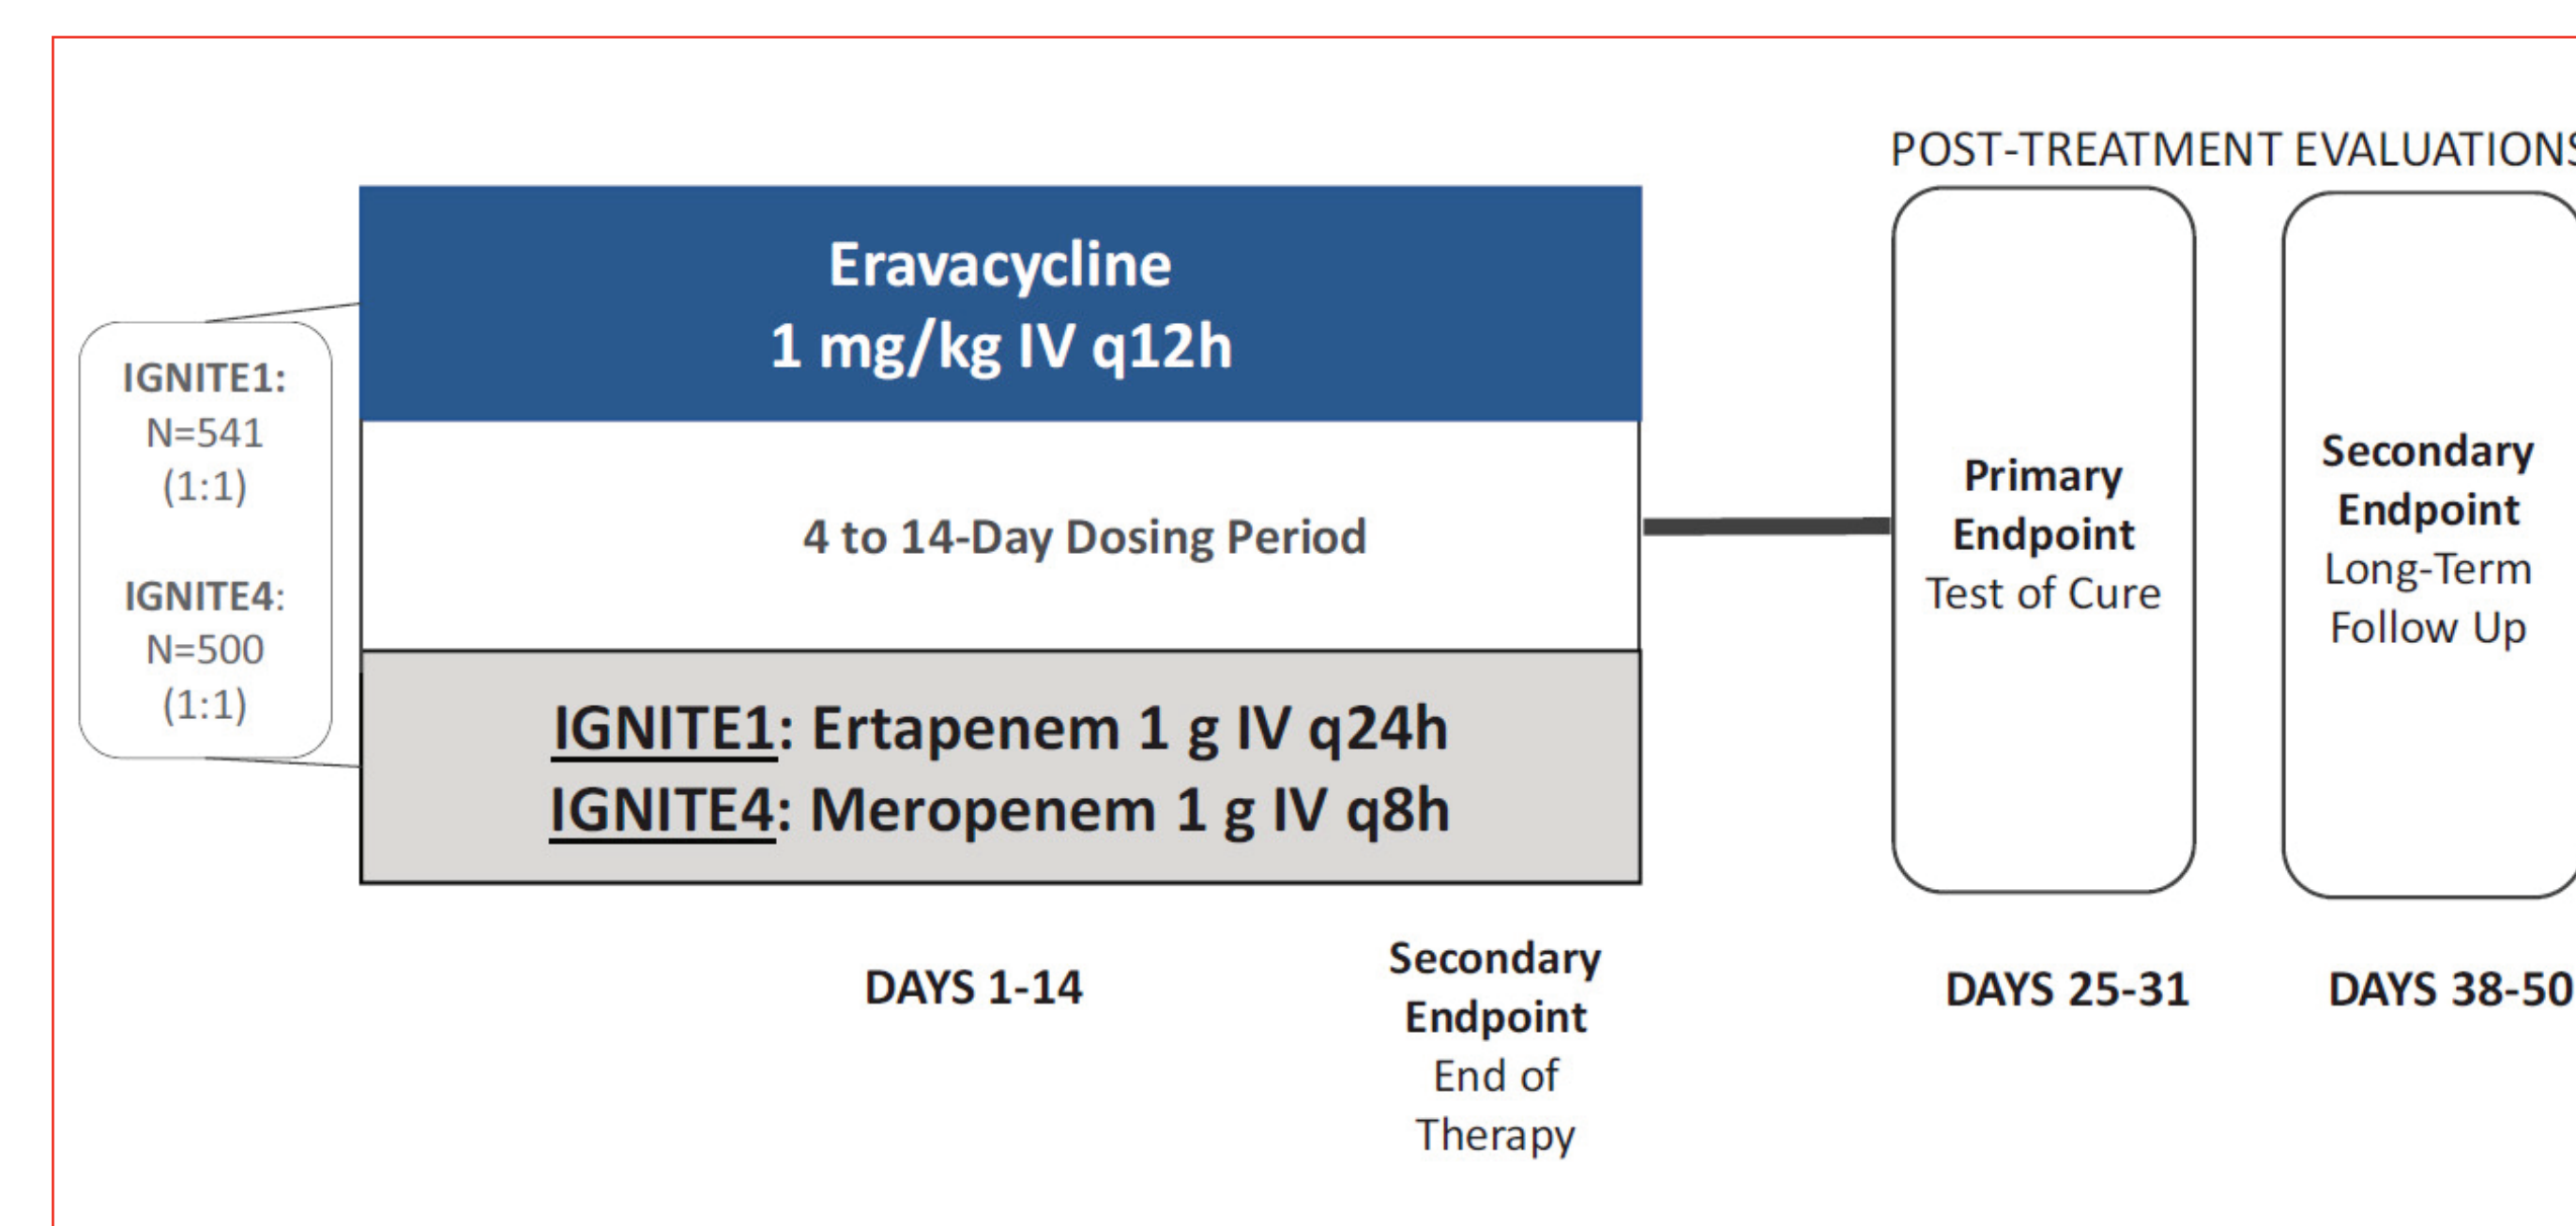 POST-TREATMENT EVALUATIONS
Eravacycline
1 mg/kg IV q12h
IGNITE1:
N=541
(1:1)
IGNITE4:
N=500
(1:1)
4 to 14-Day Dosing Period
IGNITE1: Ertapenem 1 g IV q24h
IGNITE4: Meropenem 1 g IV q8h
Primary
Endpoint
Test of Cure
Secondary
Endpoint
Long-Term
Follow Up
DAYS 1-14
Secondary
Endpoint
End of
Therapy
DAYS 25-31
DAYS 38-50